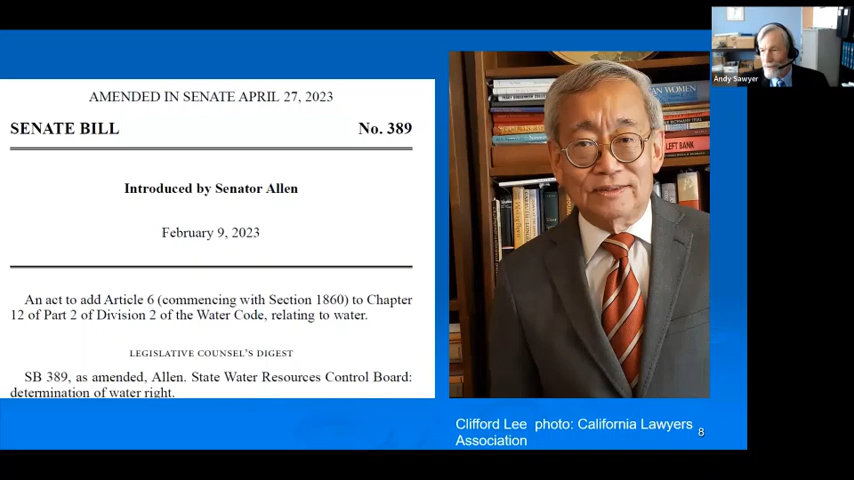 AMENDED IN SENATE APRIL 27, 2023
SENATE BILL No. 389
Introduced by Senator Allen
February 9, 2023
An act to add Article 6 (commencing with Section 1860) to Chapter
12 of Part 2 of Division 2 of the Water Code, relating to water.
LEGISLATIVE COUNSEL'S DIGEST
SB 389, as amended, Allen. State Water Resources Control Board:
determination of water right.
WOMEN
LEFT BANK
Clifford Lee photo: California Lawyers
Association
8
Andy Sawyer